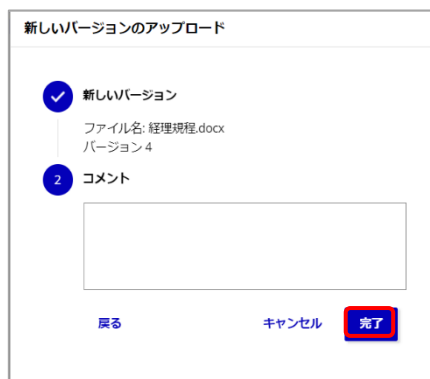 新しいバージョンのアップロード
新しいバージョン
ファイル名: 経理規程.docx
バージョン 4
2 コメント
戻る キャンセル 完了